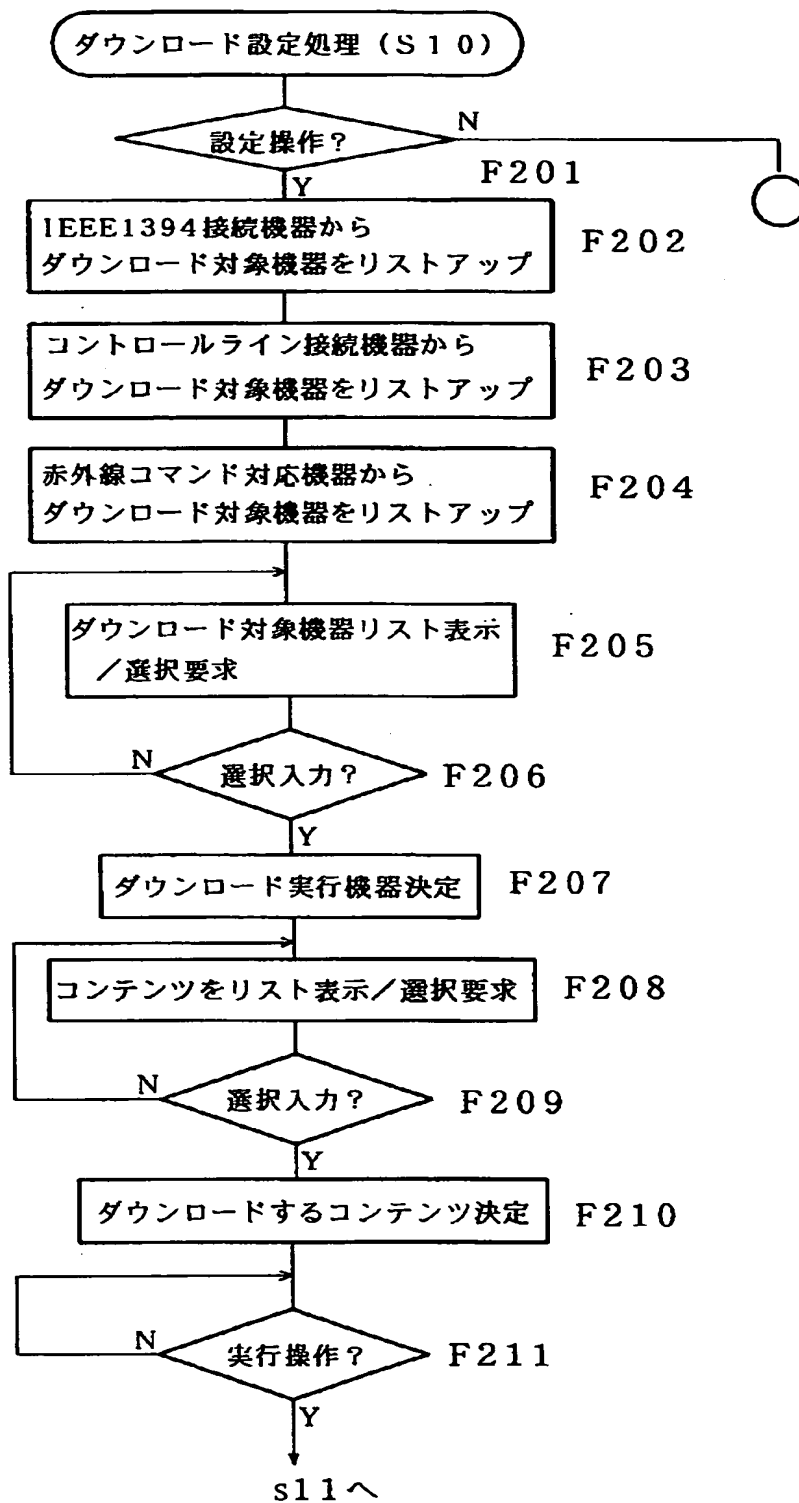 ダウンロード設定処理（S10）
設定操作？
N
F201
Y
IEEE1394接続機器から
ダウンロード対象機器をリストアップ
F202
コントロールライン接続機器から
ダウンロード対象機器をリストアップ
F203
赤外線コマンド対応機器から
ダウンロード対象機器をリストアップ
F204
ダウンロード対象機器リスト表示
／選択要求
F205
N
選択入力？
F206
Y
ダウンロード実行機器決定
F207
コンテンツをリスト表示／選択要求
F208
N
選択入力？
F209
Y
ダウンロードするコンテンツ決定
F210
N
実行操作？
F211
Y
s11へ